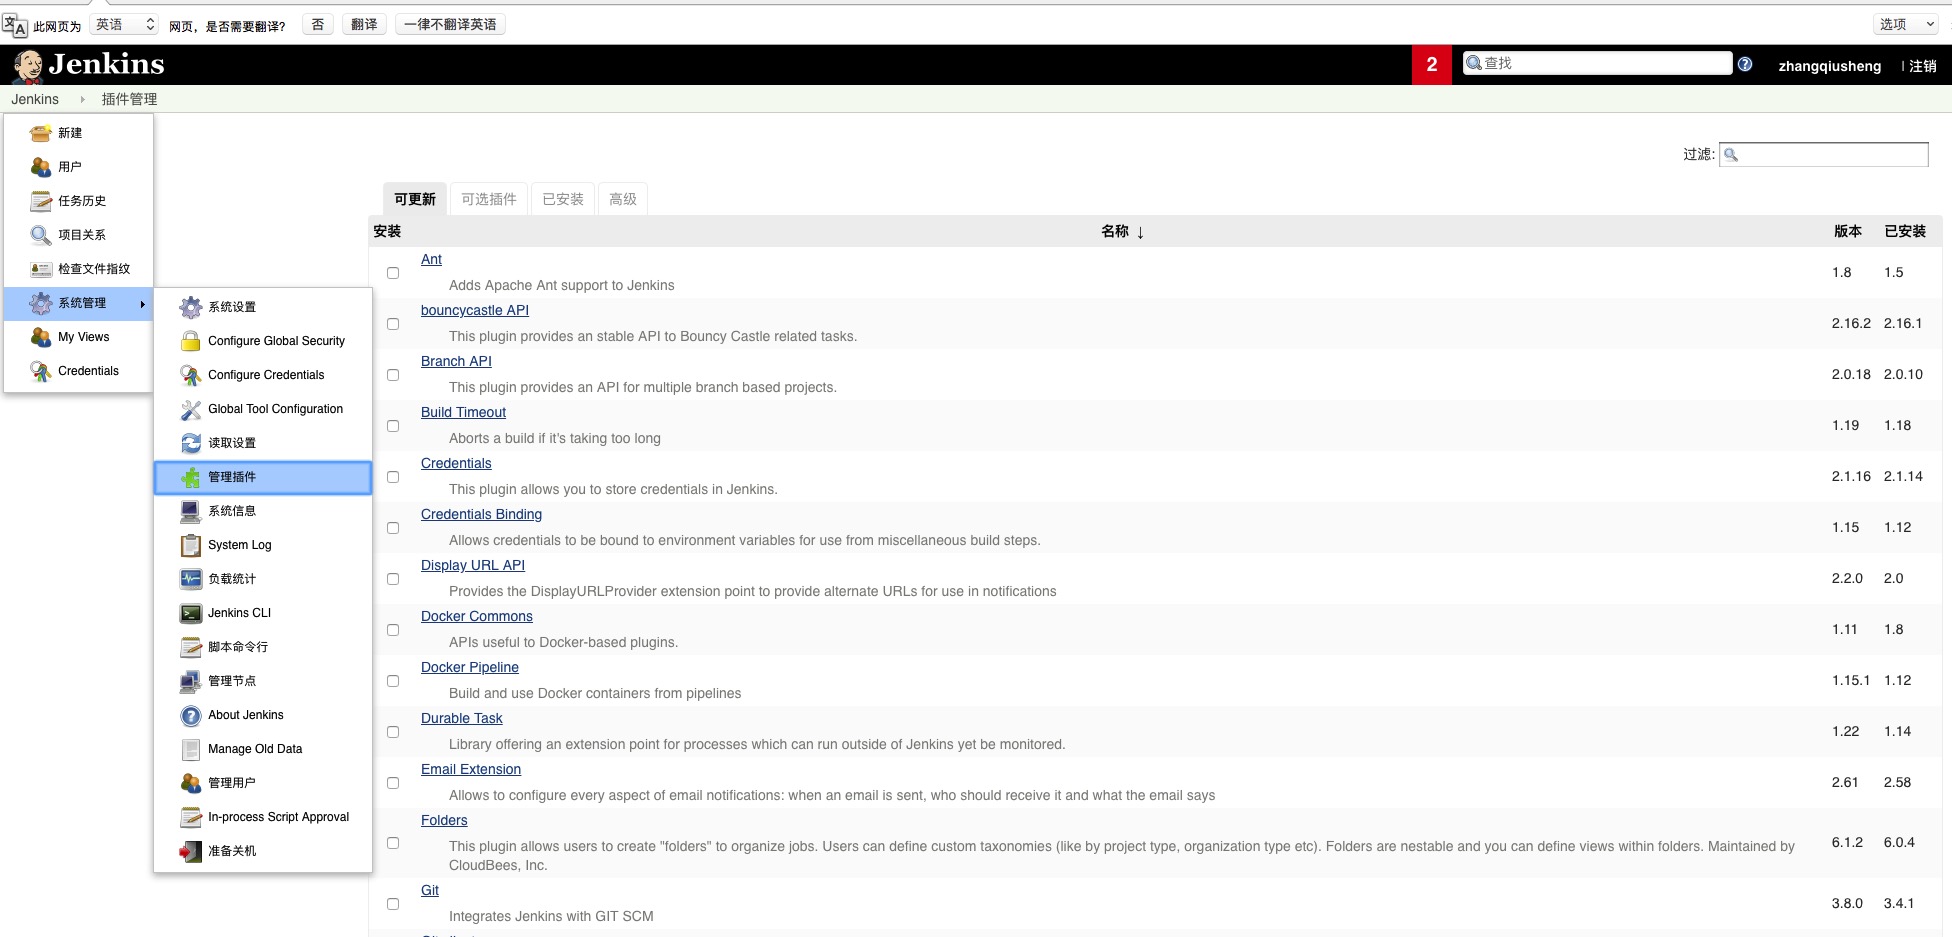 此网页为 英语 网页，是否需要翻译? 否 翻译 一律不翻译英语 选项
Jenkins 2 查找 zhangqiusheng | 注销
Jenkins 插件管理
新建
用户
任务历史
项目关系
检查文件指纹
系统管理
My Views
Credentials
系统设置
Configure Global Security
Configure Credentials
Global Tool Configuration
读取设置
管理插件
系统信息
System Log
负载统计
Jenkins CLI
脚本命令行
管理节点
About Jenkins
Manage Old Data
管理用户
In-process Script Approval
准备关机
过滤:
可更新 可选插件 已安装 高级
安装 名称 ↓ 版本 已安装
Ant
Adds Apache Ant support to Jenkins
1.8 1.5
bouncycastle API
This plugin provides an stable API to Bouncy Castle related tasks.
2.16.2 2.16.1
Branch API
This plugin provides an API for multiple branch based projects.
2.0.18 2.0.10
Build Timeout
Aborts a build if it's taking too long
1.19 1.18
Credentials
This plugin allows you to store credentials in Jenkins.
2.1.16 2.1.14
Credentials Binding
Allows credentials to be bound to environment variables for use from miscellaneous build steps.
1.15 1.12
Display URL API
Provides the DisplayURLProvider extension point to provide alternate URLs for use in notifications
2.2.0 2.0
Docker Commons
APIs useful to Docker-based plugins.
1.11 1.8
Docker Pipeline
Build and use Docker containers from pipelines
1.15.1 1.12
Durable Task
Library offering an extension point for processes which can run outside of Jenkins yet be monitored.
1.22 1.14
Email Extension
Allows to configure every aspect of email notifications: when an email is sent, who should receive it and what the email says
2.61 2.58
Folders
This plugin allows users to create "folders" to organize jobs. Users can define custom taxonomies (like by project type, organization type etc). Folders are nestable and you can define views within folders. Maintained by
CloudBees, Inc.
6.1.2 6.0.4
Git
Integrates Jenkins with GIT SCM
3.8.0 3.4.1